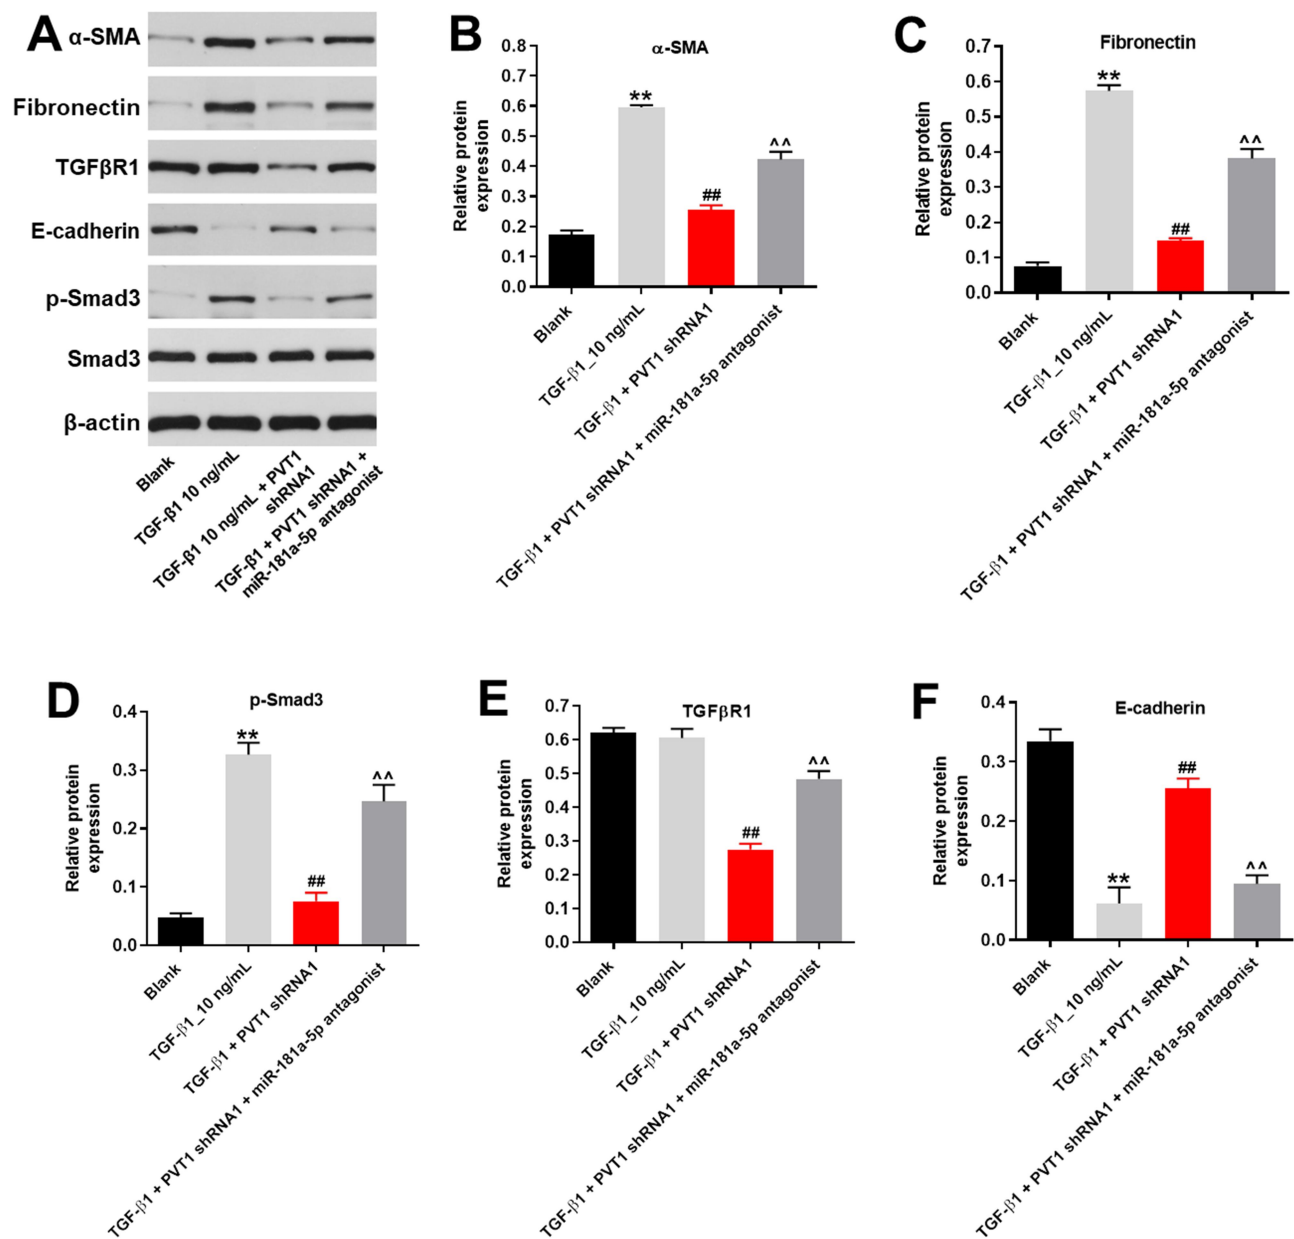 A
α-SMA
Fibronectin
TGFβR1
E-cadherin
p-Smad3
Smad3
β-actin
Blank
TGF-β1 10 ng/mL
TGF-β1 10 ng/mL + PVT1
shRNA1
TGF-β1 + PVT1 shRNA1 +
miR-181a-5p antagonist
B
α-SMA
Relative protein
expression
0.8
0.7
0.6
0.5
0.4
0.3
0.2
0.1
0.0
**
##
^^
Blank
TGF-β1_10 ng/mL
TGF-β1 + PVT1 shRNA1
TGF-β1 + PVT1 shRNA1 + miR-181a-5p antagonist
C
Fibronectin
Relative protein
expression
0.7
0.6
0.5
0.4
0.3
0.2
0.1
0.0
**
##
^^
Blank
TGF-β1_10 ng/mL
TGF-β1 + PVT1 shRNA1
TGF-β1 + PVT1 shRNA1 + miR-181a-5p antagonist
D
p-Smad3
Relative protein
expression
0.4
0.3
0.2
0.1
0.0
**
##
^^
Blank
TGF-β1_10 ng/mL
TGF-β1 + PVT1 shRNA1
TGF-β1 + PVT1 shRNA1 + miR-181a-5p antagonist
E
TGFβR1
Relative protein
expression
0.7
0.6
0.5
0.4
0.3
0.2
0.1
0.0
##
^^
Blank
TGF-β1_10 ng/mL
TGF-β1 + PVT1 shRNA1
TGF-β1 + PVT1 shRNA1 + miR-181a-5p antagonist
F
E-cadherin
Relative protein
expression
0.4
0.3
0.2
0.1
0.0
**
##
^^
Blank
TGF-β1_10 ng/mL
TGF-β1 + PVT1 shRNA1
TGF-β1 + PVT1 shRNA1 + miR-181a-5p antagonist